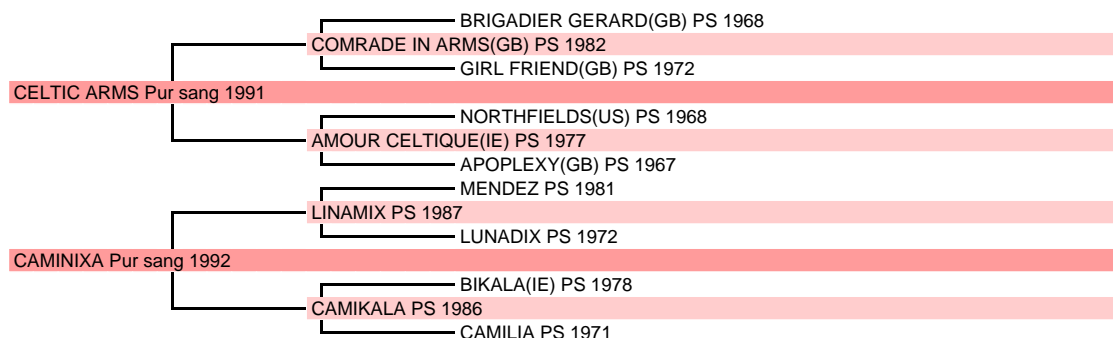 BRIGADIER GERARD(GB) PS 1968
COMRADE IN ARMS(GB) PS 1982
GIRL FRIEND(GB) PS 1972
CELTIC ARMS Pur sang 1991
NORTHFIELDS(US) PS 1968
AMOUR CELTIQUE(IE) PS 1977
APOPLEXY(GB) PS 1967
MENDEZ PS 1981
LINAMIX PS 1987
LUNADIX PS 1972
CAMINIXA Pur sang 1992
BIKALA(IE) PS 1978
CAMIKALA PS 1986
CAMILIA PS 1971